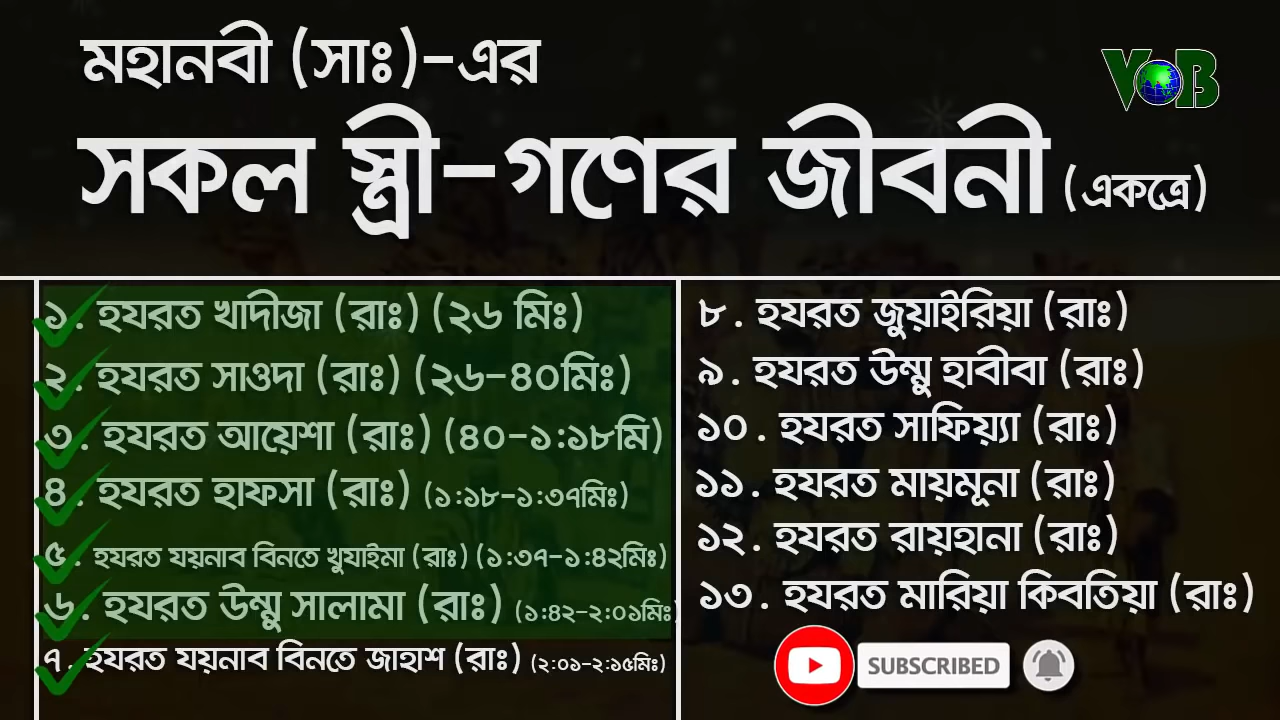 মহানবী (সাঃ)-এর
VOB
সকল স্ত্রী-গণের জীবনী (একত্রে)
১. হযরত খাদীজা (রাঃ) (২৬ মিঃ)
২. হযরত সাওদা (রাঃ) (২৬-৪০মিঃ)
৩. হযরত আয়েশা (রাঃ) (৪০-১:১৮মি)
৪. হযরত হাফসা (রাঃ) (১:১৮-১:৩৭মিঃ)
৫. হযরত যয়নাব বিনতে খুযাইমা (রাঃ) (১:৩৭-১:৪২মিঃ)
৬. হযরত উম্মু সালামা (রাঃ) (১:৪২-২:০১মিঃ)
৭. হযরত যয়নাব বিনতে জাহাশ (রাঃ) (২:০১-২:১৫মিঃ)
৮. হযরত জুয়াইরিয়া (রাঃ)
৯. হযরত উম্মু হাবীবা (রাঃ)
১০. হযরত সাফিয়্যা (রাঃ)
১১. হযরত মায়মূনা (রাঃ)
১২. হযরত রায়হানা (রাঃ)
১৩. হযরত মারিয়া কিবতিয়া (রাঃ)
SUBSCRIBED